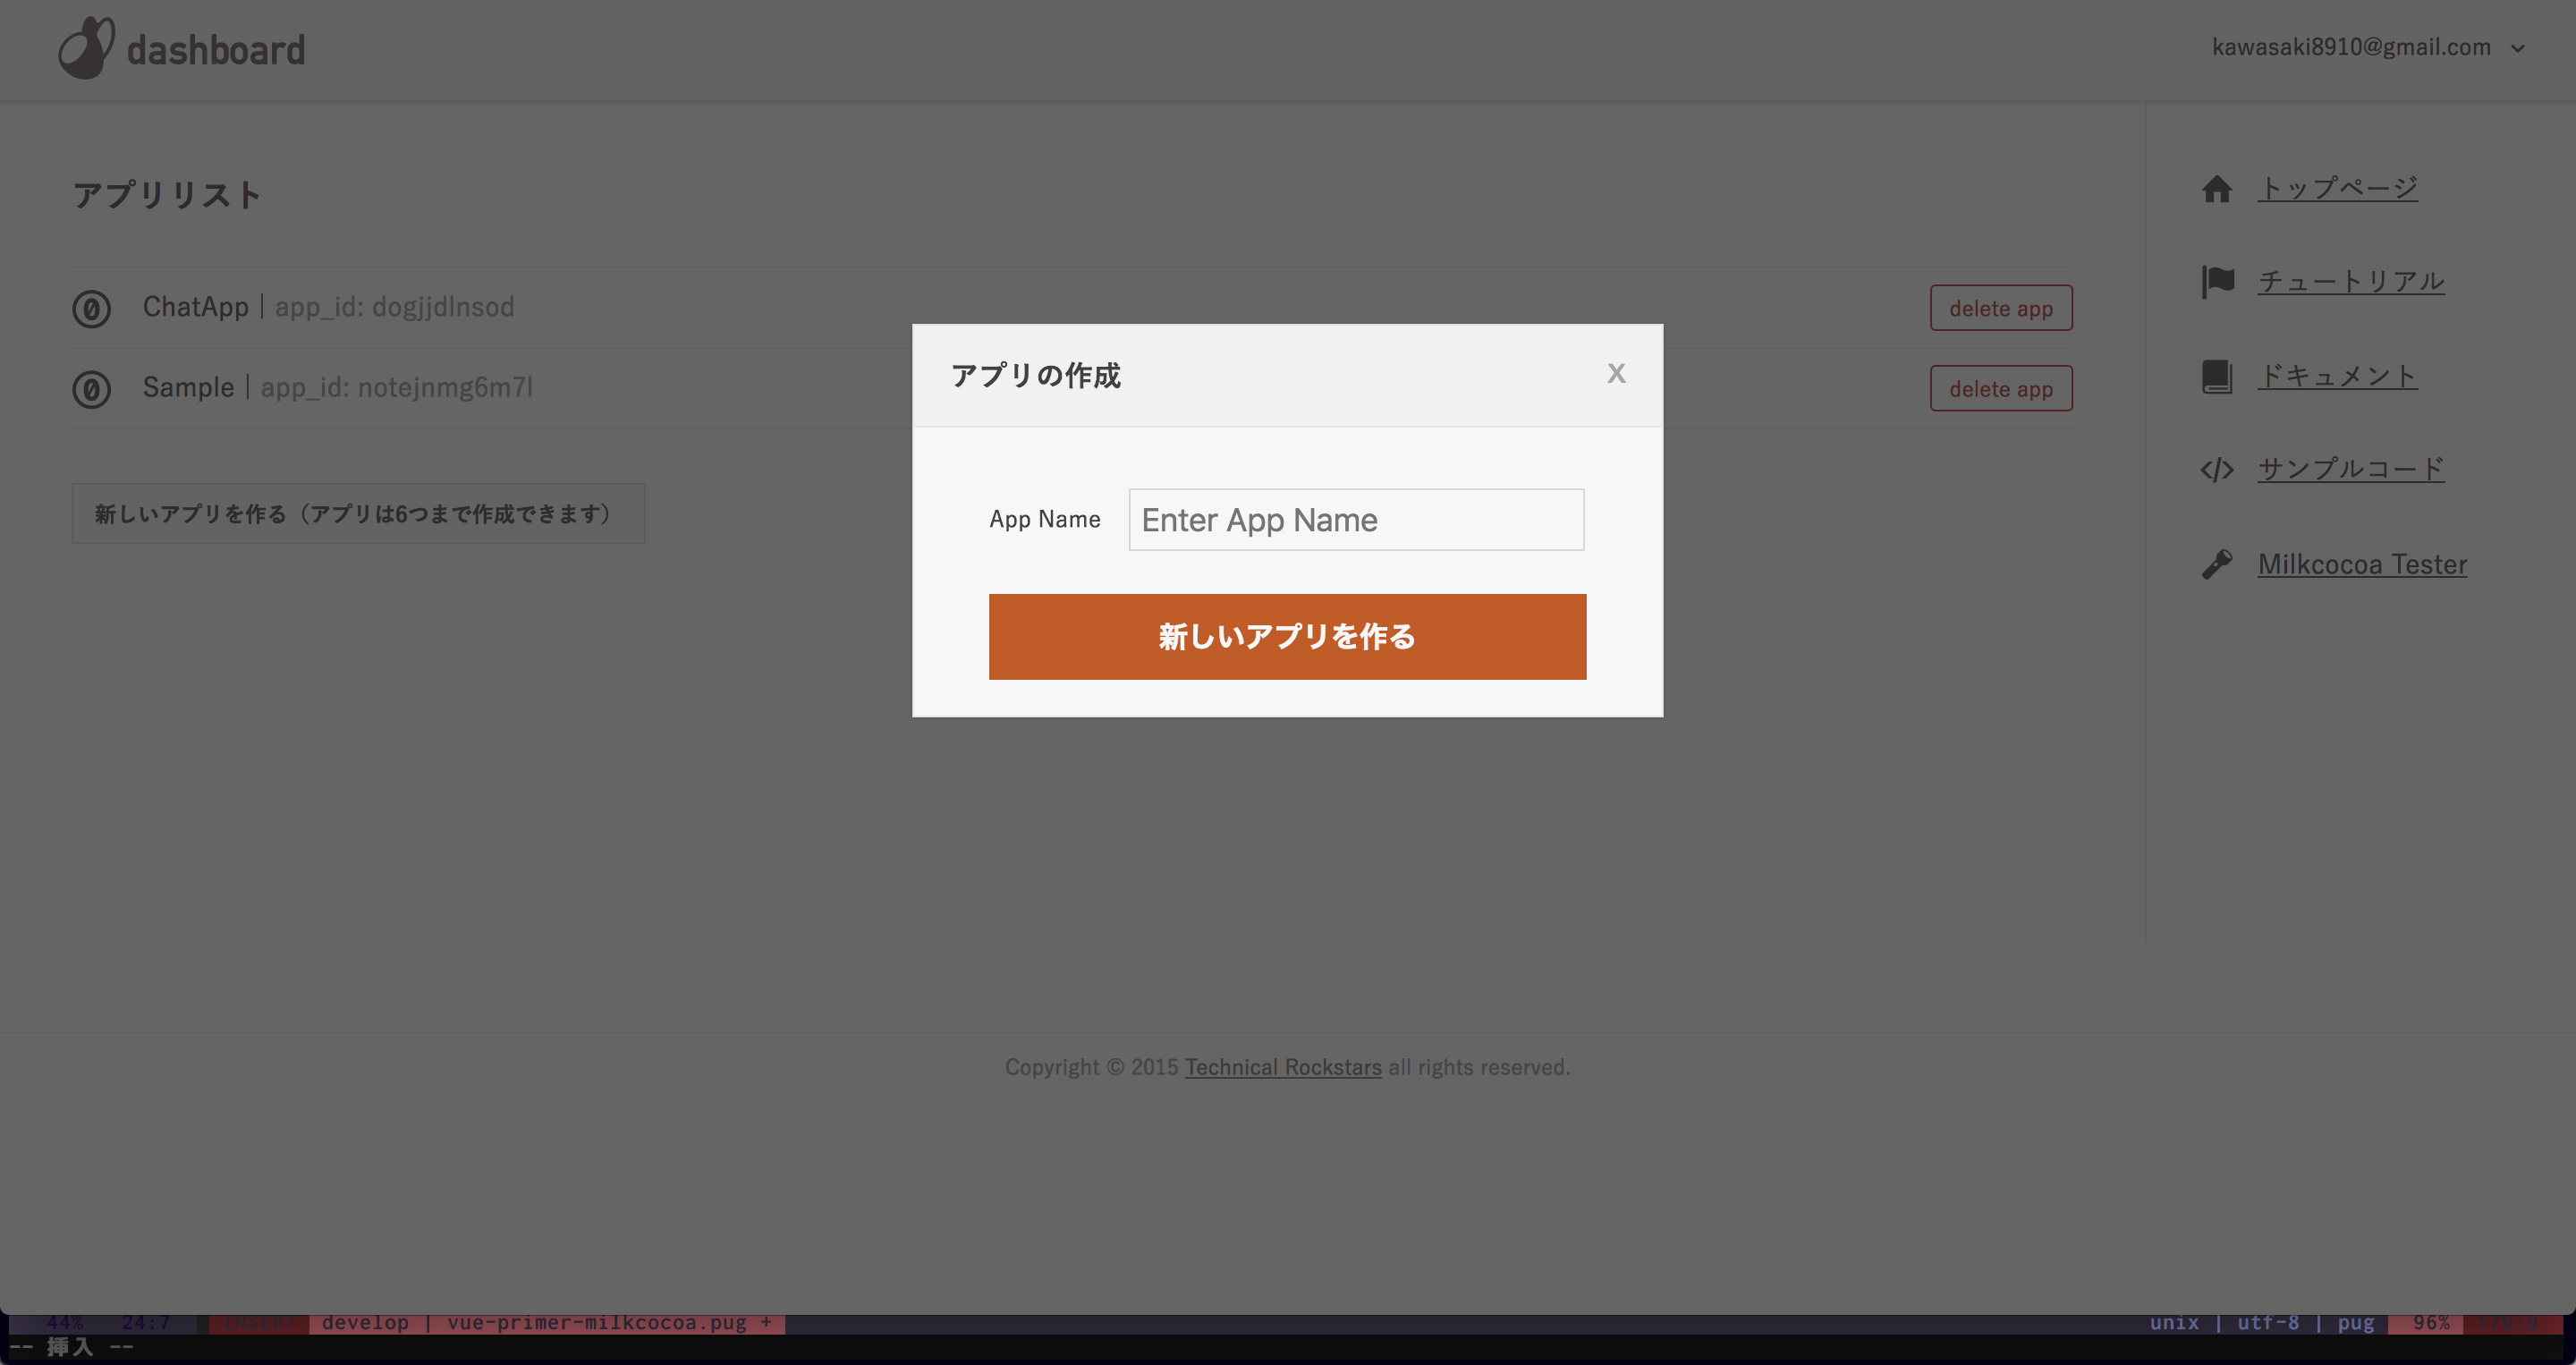 dashboard
kawasaki8910@gmail.com
アプリリスト
0 ChatApp | app_id: dogjjdlnsod
delete app
0 Sample | app_id: notejnmg6m7l
delete app
新しいアプリを作る（アプリは6つまで作成できます）
アプリの作成
X
App Name
Enter App Name
新しいアプリを作る
トップページ
チュートリアル
ドキュメント
サンプルコード
Milkcocoa Tester
Copyright © 2015 Technical Rockstars all rights reserved.
44% 24:7 INSERT develop | vue-primer-milkcocoa.pug + unix | utf-8 | pug 96%
-- 挿入 --